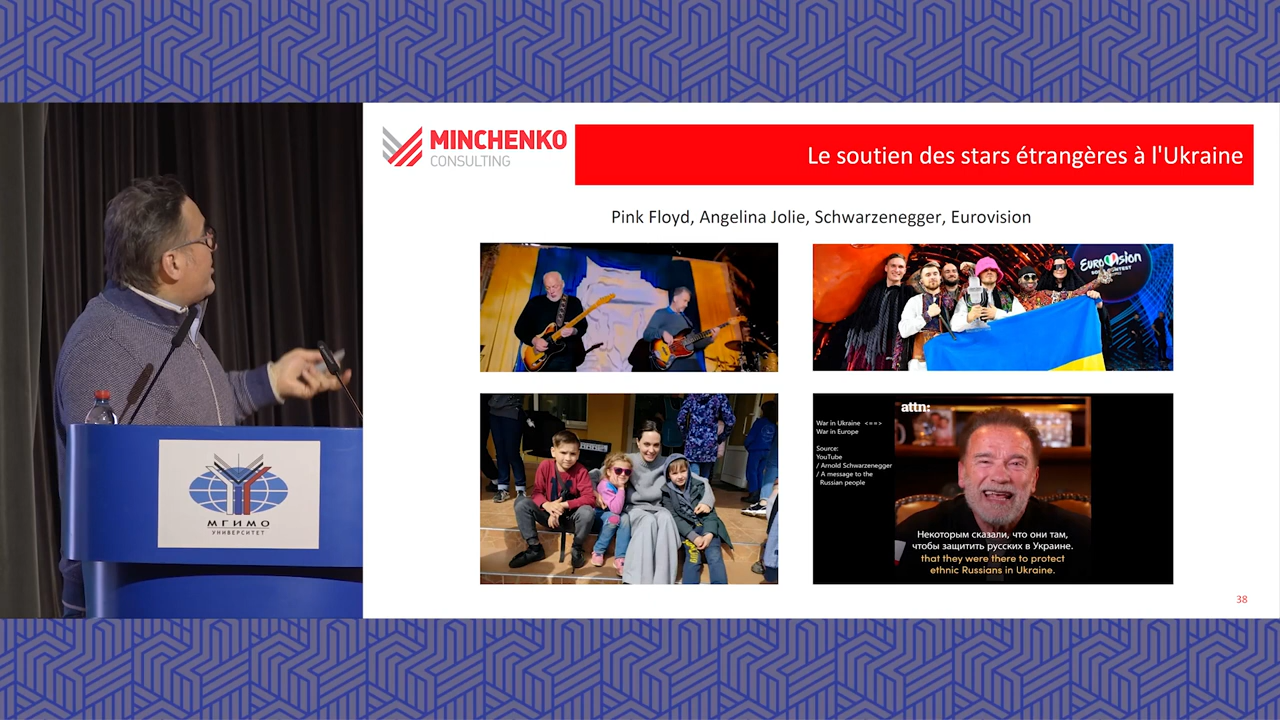 MINCHENKO
CONSULTING
Le soutien des stars étrangères à l'Ukraine
Pink Floyd, Angelina Jolie, Schwarzenegger, Eurovision
EUROVISION
SONG CONTEST
attn:
War in Ukraine <==>
War in Europe
Source:
YouTube
/ Arnold Schwarzenegger
/ A message to the
Russian people
Некоторым сказали, что они там,
чтобы защитить русских в Украине.
that they were there to protect
ethnic Russians in Ukraine.
38
МГИМО
УНИВЕРСИТЕТ